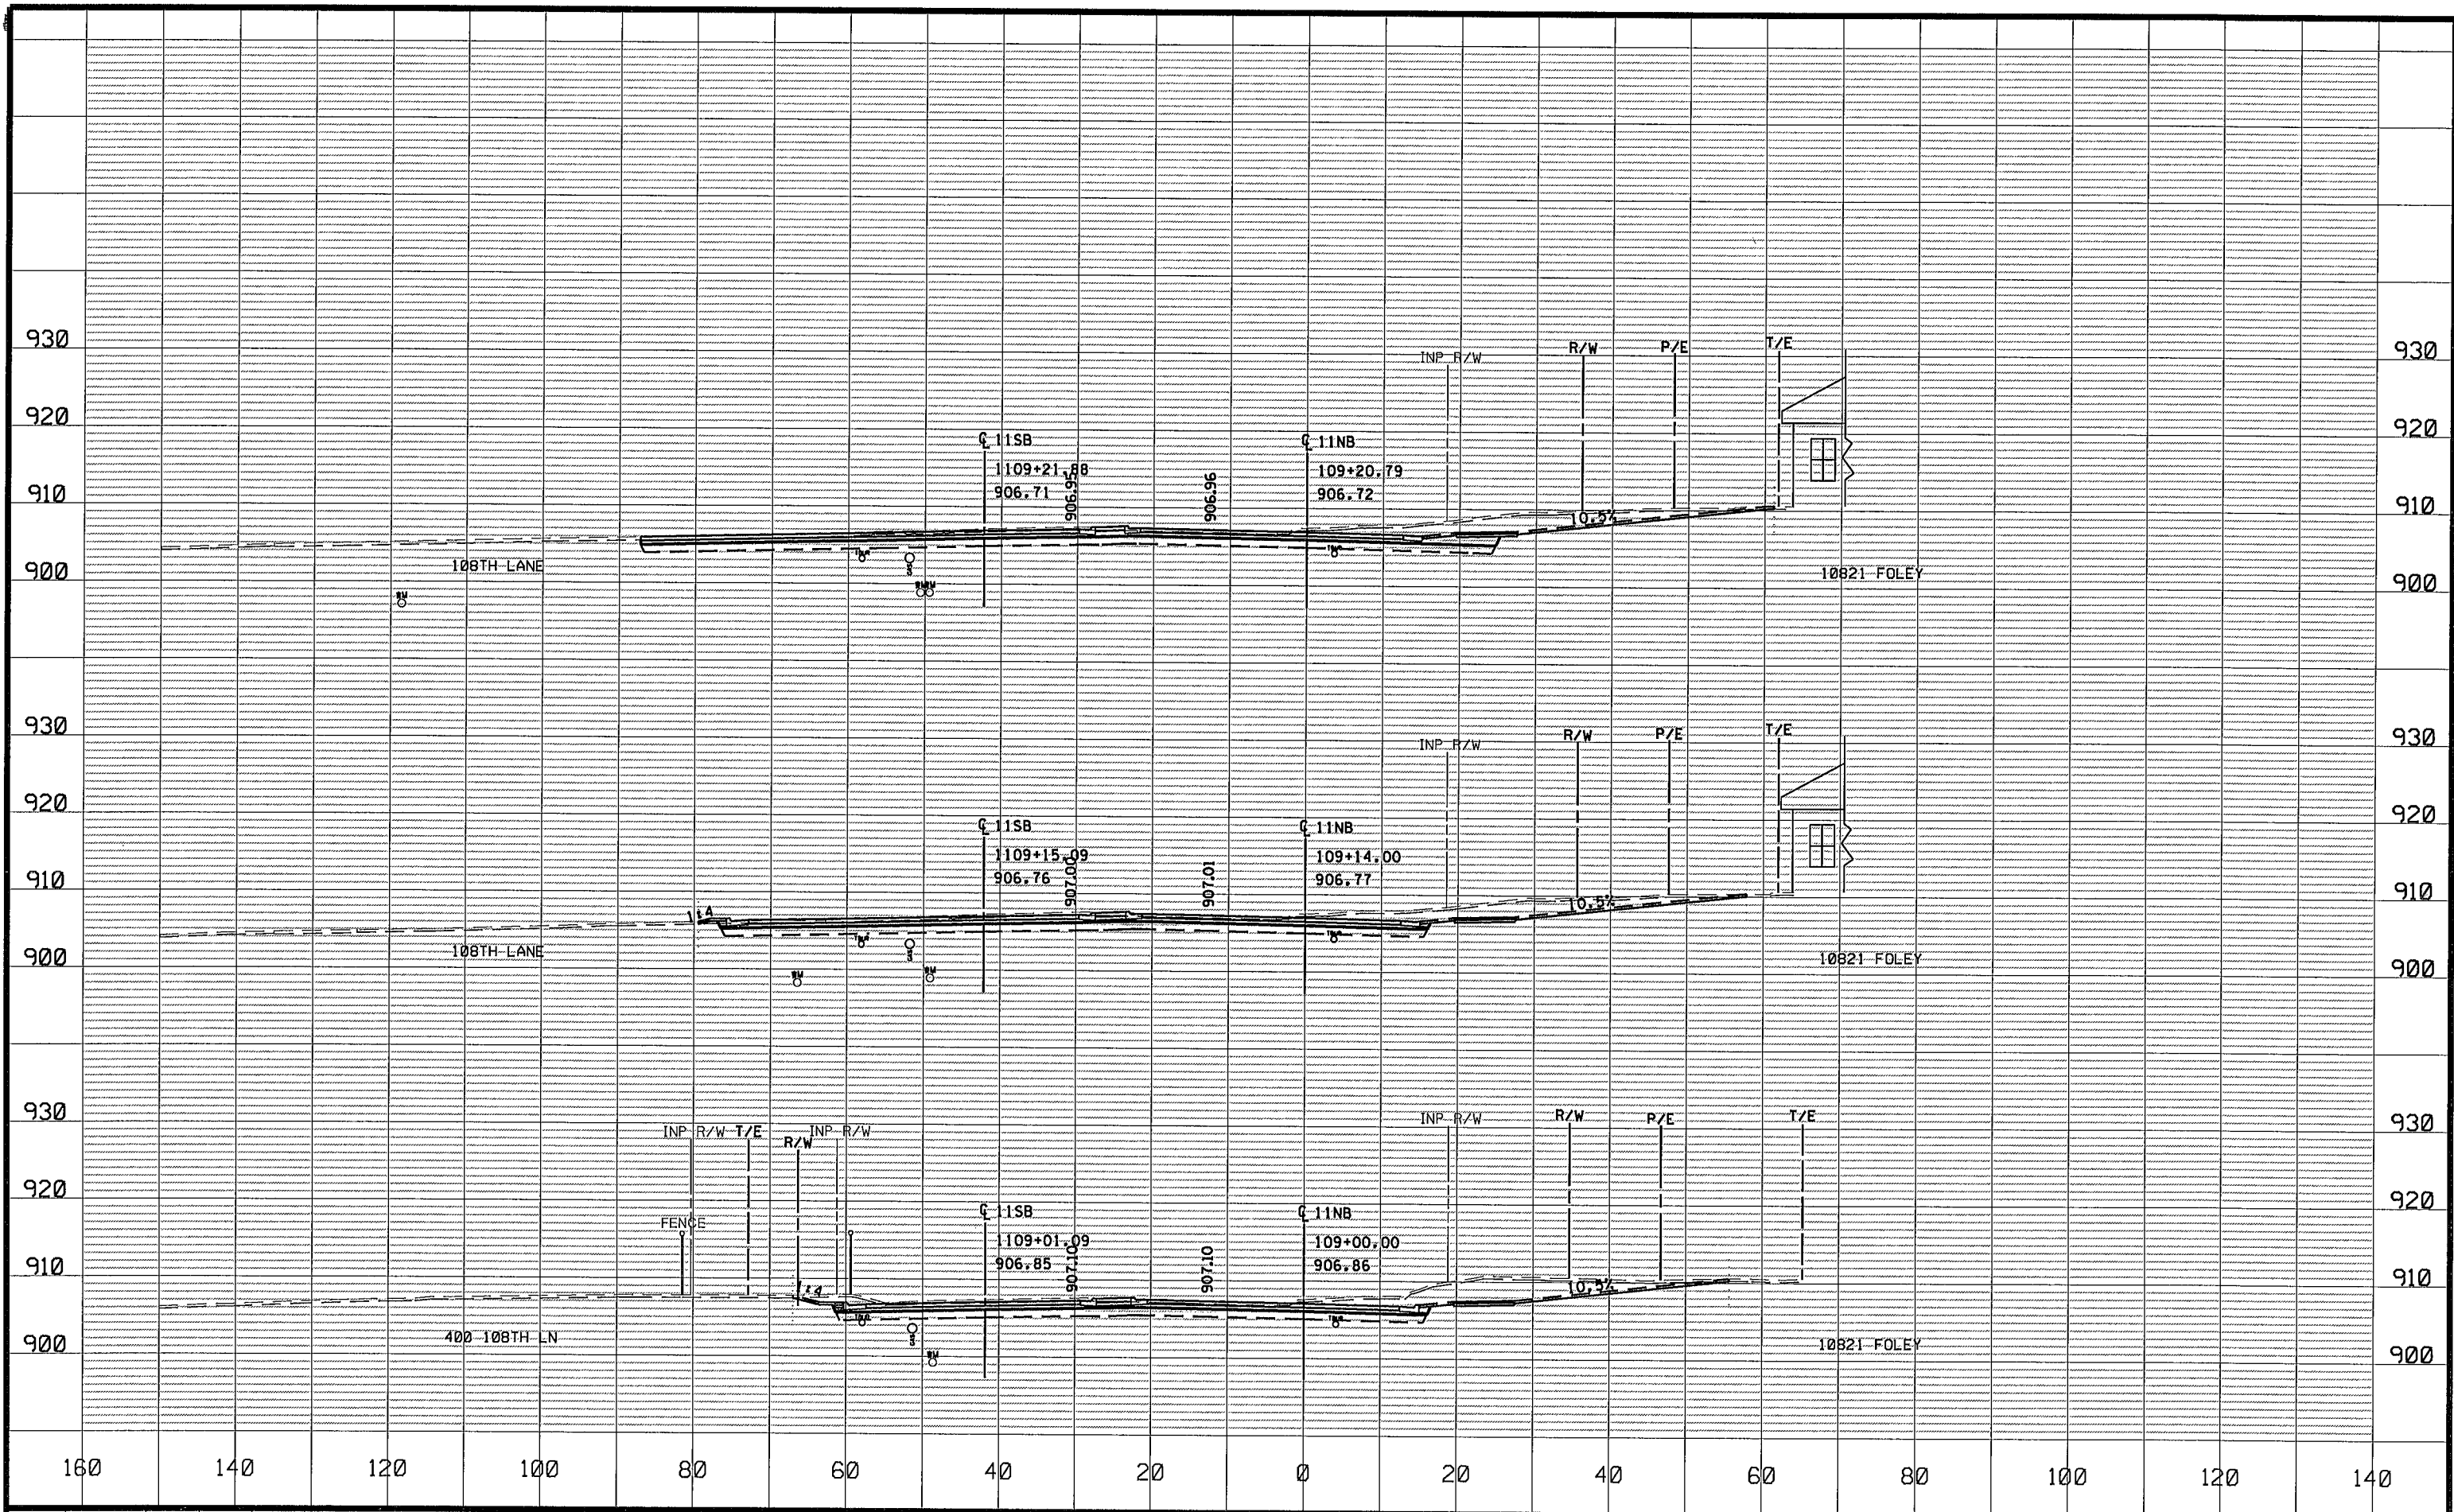 INP R/W R/W P/E T/E
930 930
920 920
℄ 11SB ℄ 11NB
1109+21.88 906.95 906.96 109+20.79
906.71 906.72
910 910
10.5%
108TH LANE 10821 FOLEY
900 900
WM
INP R/W R/W P/E T/E
930 930
920 920
℄ 11SB ℄ 11NB
1109+15.09 907.00 907.01 109+14.00
906.76 906.77
910 910
1:4 10.5%
108TH LANE 10821 FOLEY
900 900
WM WM
INP R/W T/E R/W INP R/W INP R/W R/W P/E T/E
930 930
920 920
FENCE ℄ 11SB ℄ 11NB
1109+01.09 907.10 907.10 109+00.00
906.85 906.86
910 910
1:4 10.5%
400 108TH LN 10821 FOLEY
900 900
WM
160 140 120 100 80 60 40 20 0 20 40 60 80 100 120 140